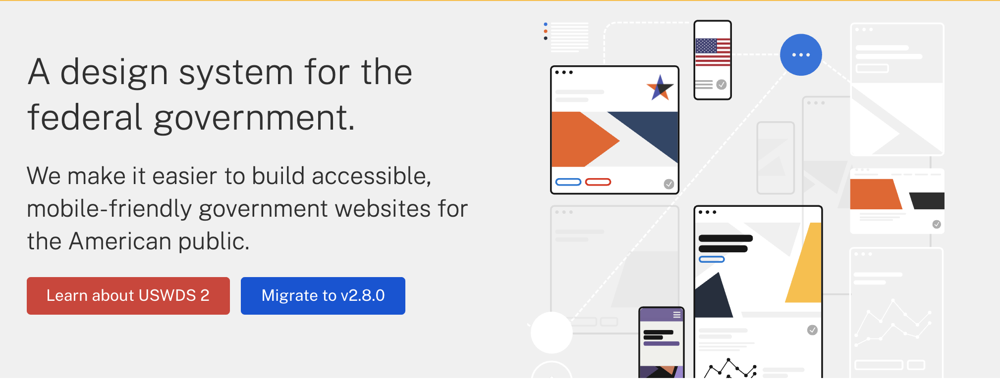 A design system for the
federal government.
We make it easier to build accessible,
mobile-friendly government websites for
the American public.
Learn about USWDS 2
Migrate to v2.8.0